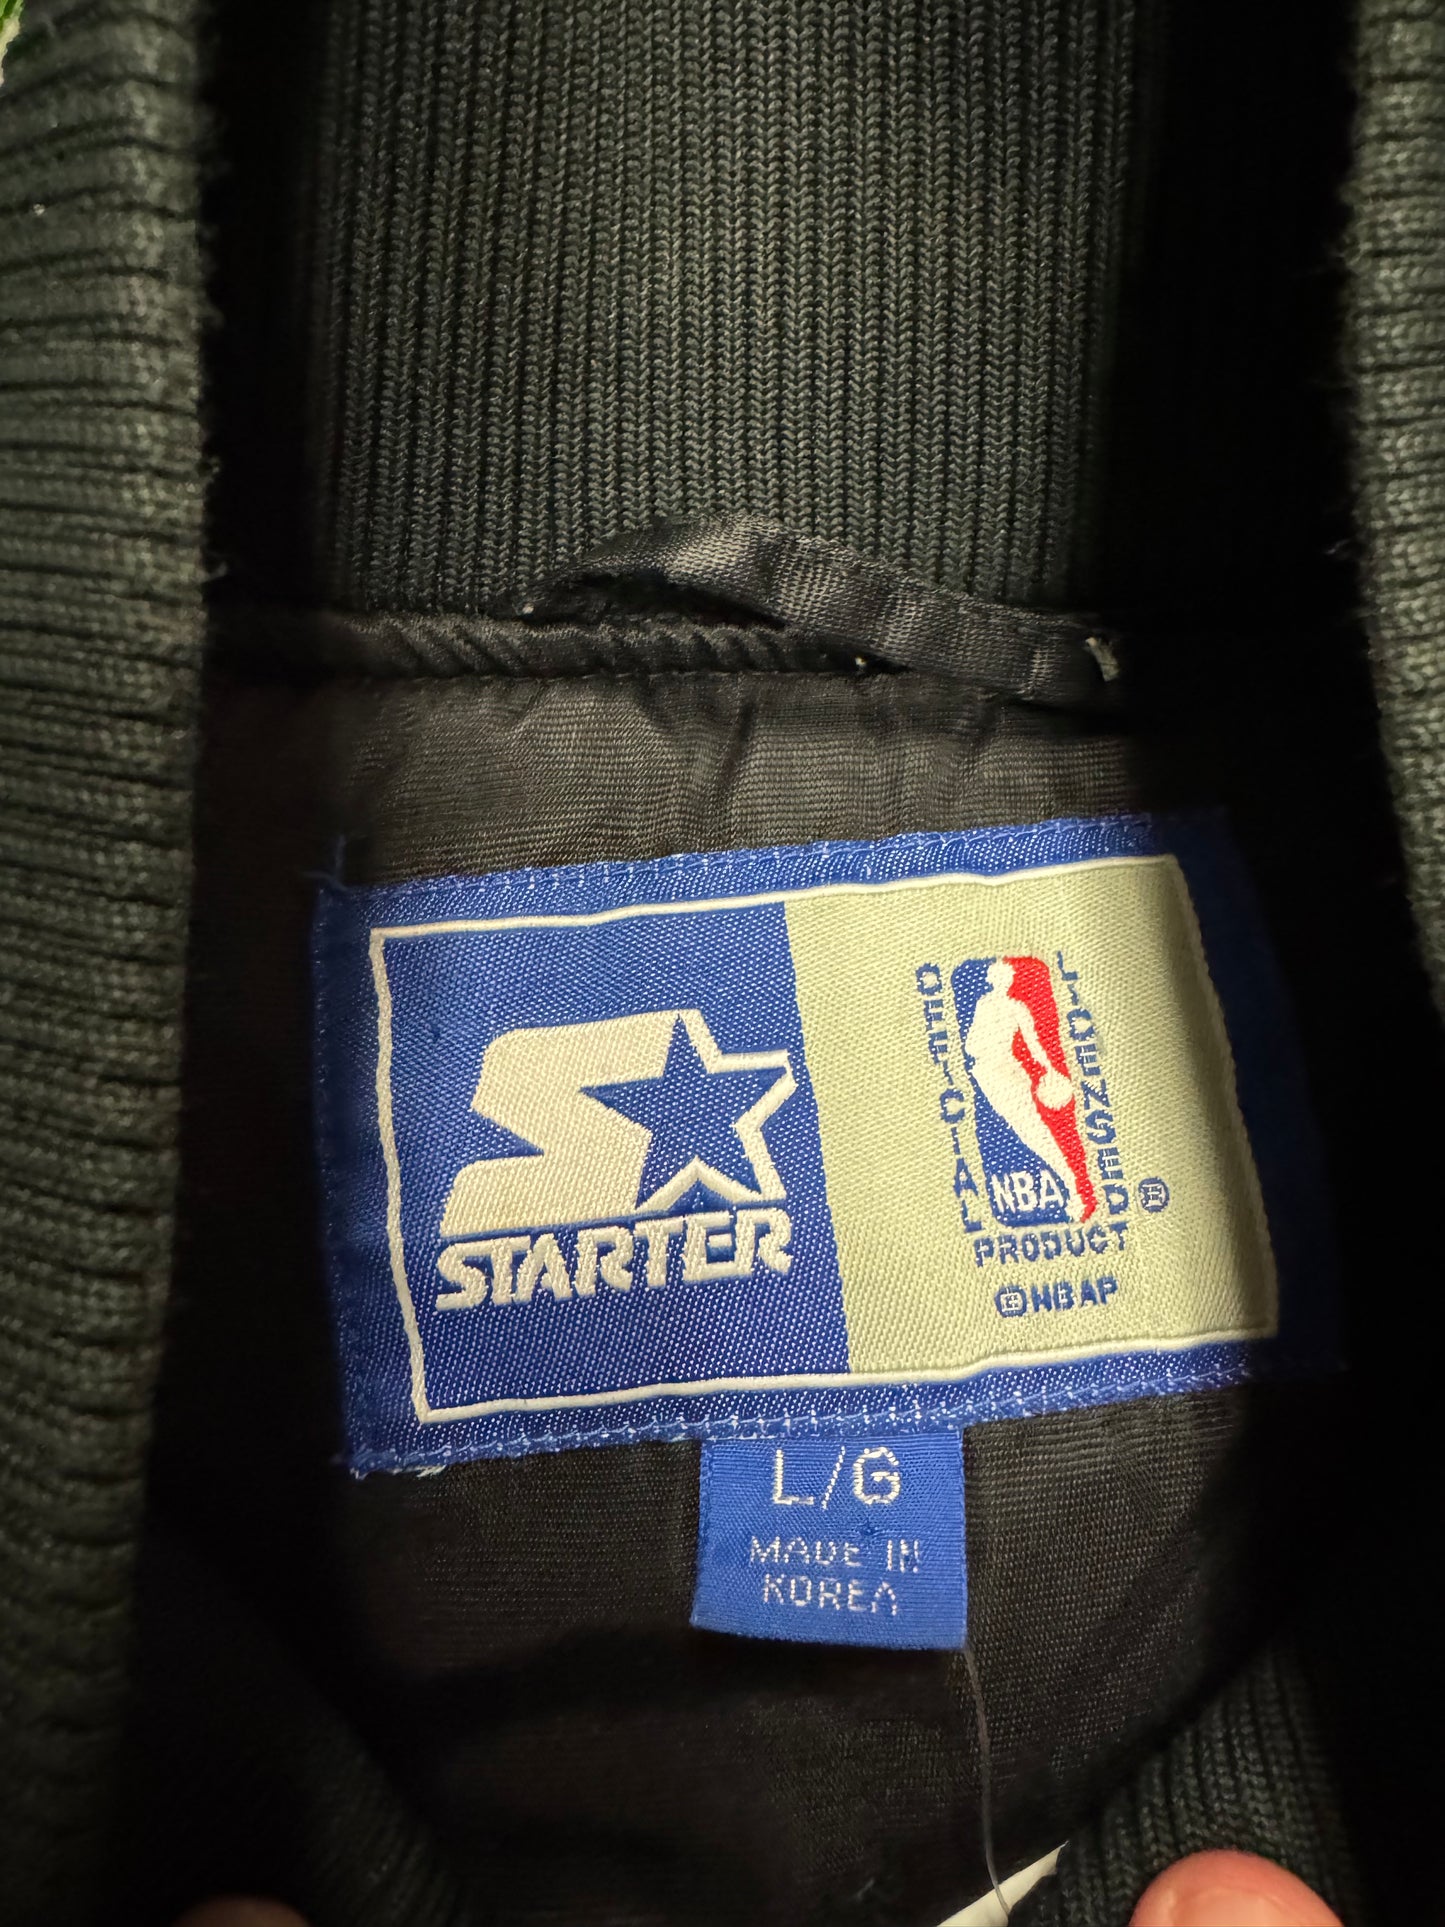 STARTER
OFFICIAL
LICENSED
NBA
PRODUCT
®
©NBAP
L/G
MADE IN
KOREA